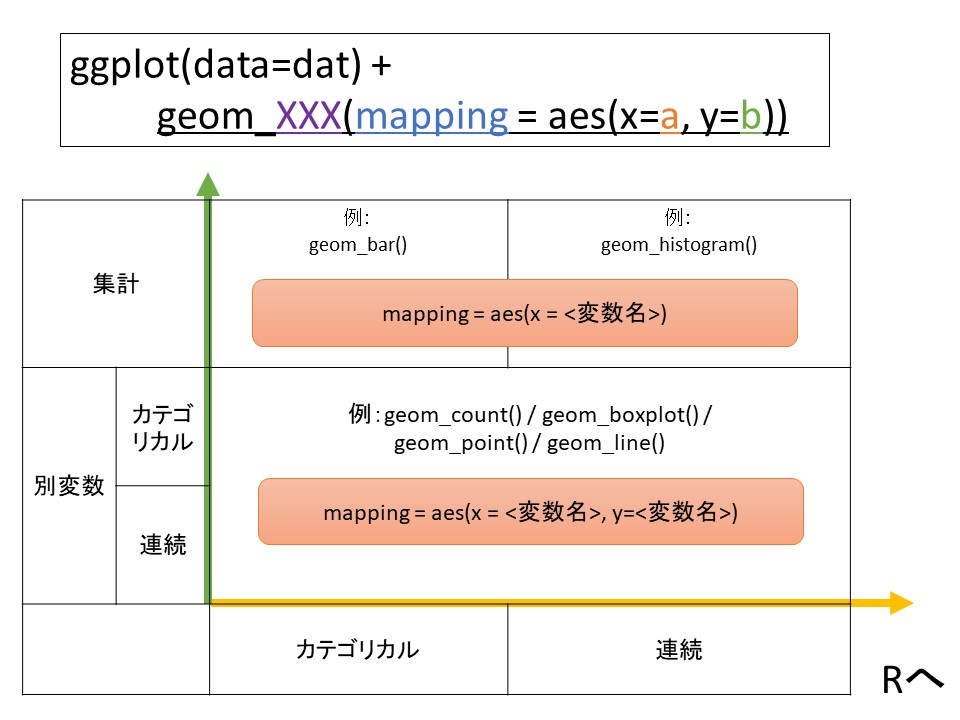 ggplot(data=dat) +
geom_XXX(mapping = aes(x=a, y=b))
集計
例：
geom_bar()
例：
geom_histogram()
mapping = aes(x = <変数名>)
別変数
カテゴ
リカル
連続
例：geom_count() / geom_boxplot() /
geom_point() / geom_line()
mapping = aes(x = <変数名>, y=<変数名>)
カテゴリカル
連続
Rへ